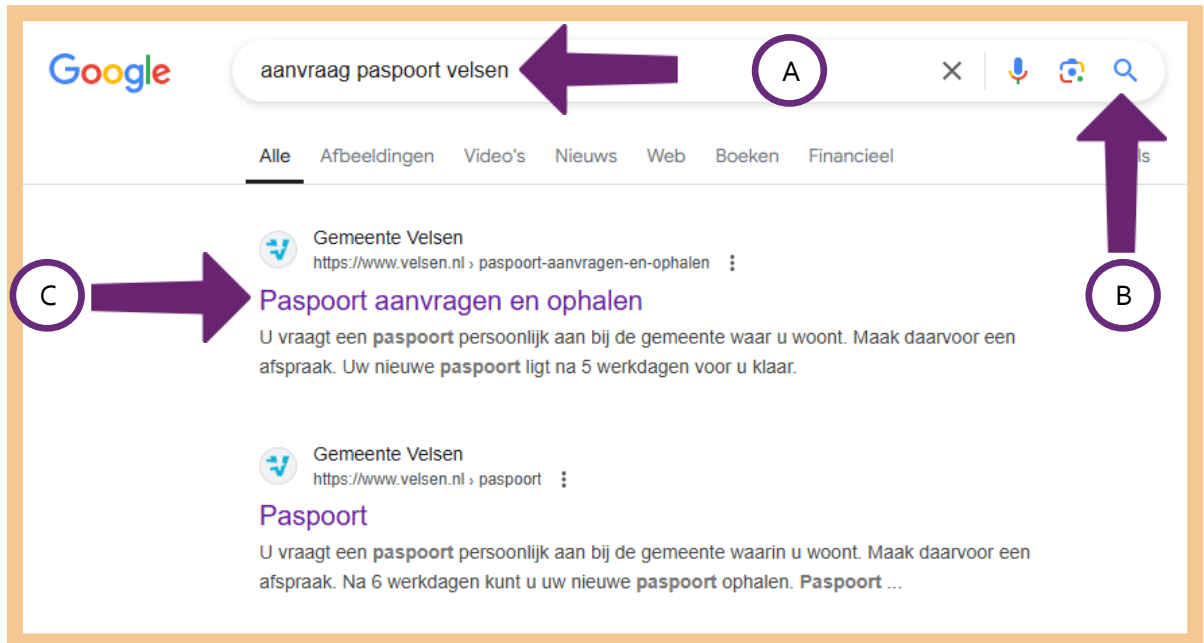 Google
aanvraag paspoort velsen
A
Alle Afbeeldingen Video's Nieuws Web Boeken Financieel ls
B
Gemeente Velsen
https://www.velsen.nl › paspoort-aanvragen-en-ophalen
C
Paspoort aanvragen en ophalen
U vraagt een paspoort persoonlijk aan bij de gemeente waar u woont. Maak daarvoor een
afspraak. Uw nieuwe paspoort ligt na 5 werkdagen voor u klaar.
Gemeente Velsen
https://www.velsen.nl › paspoort
Paspoort
U vraagt een paspoort persoonlijk aan bij de gemeente waarin u woont. Maak daarvoor een
afspraak. Na 6 werkdagen kunt u uw nieuwe paspoort ophalen. Paspoort ...